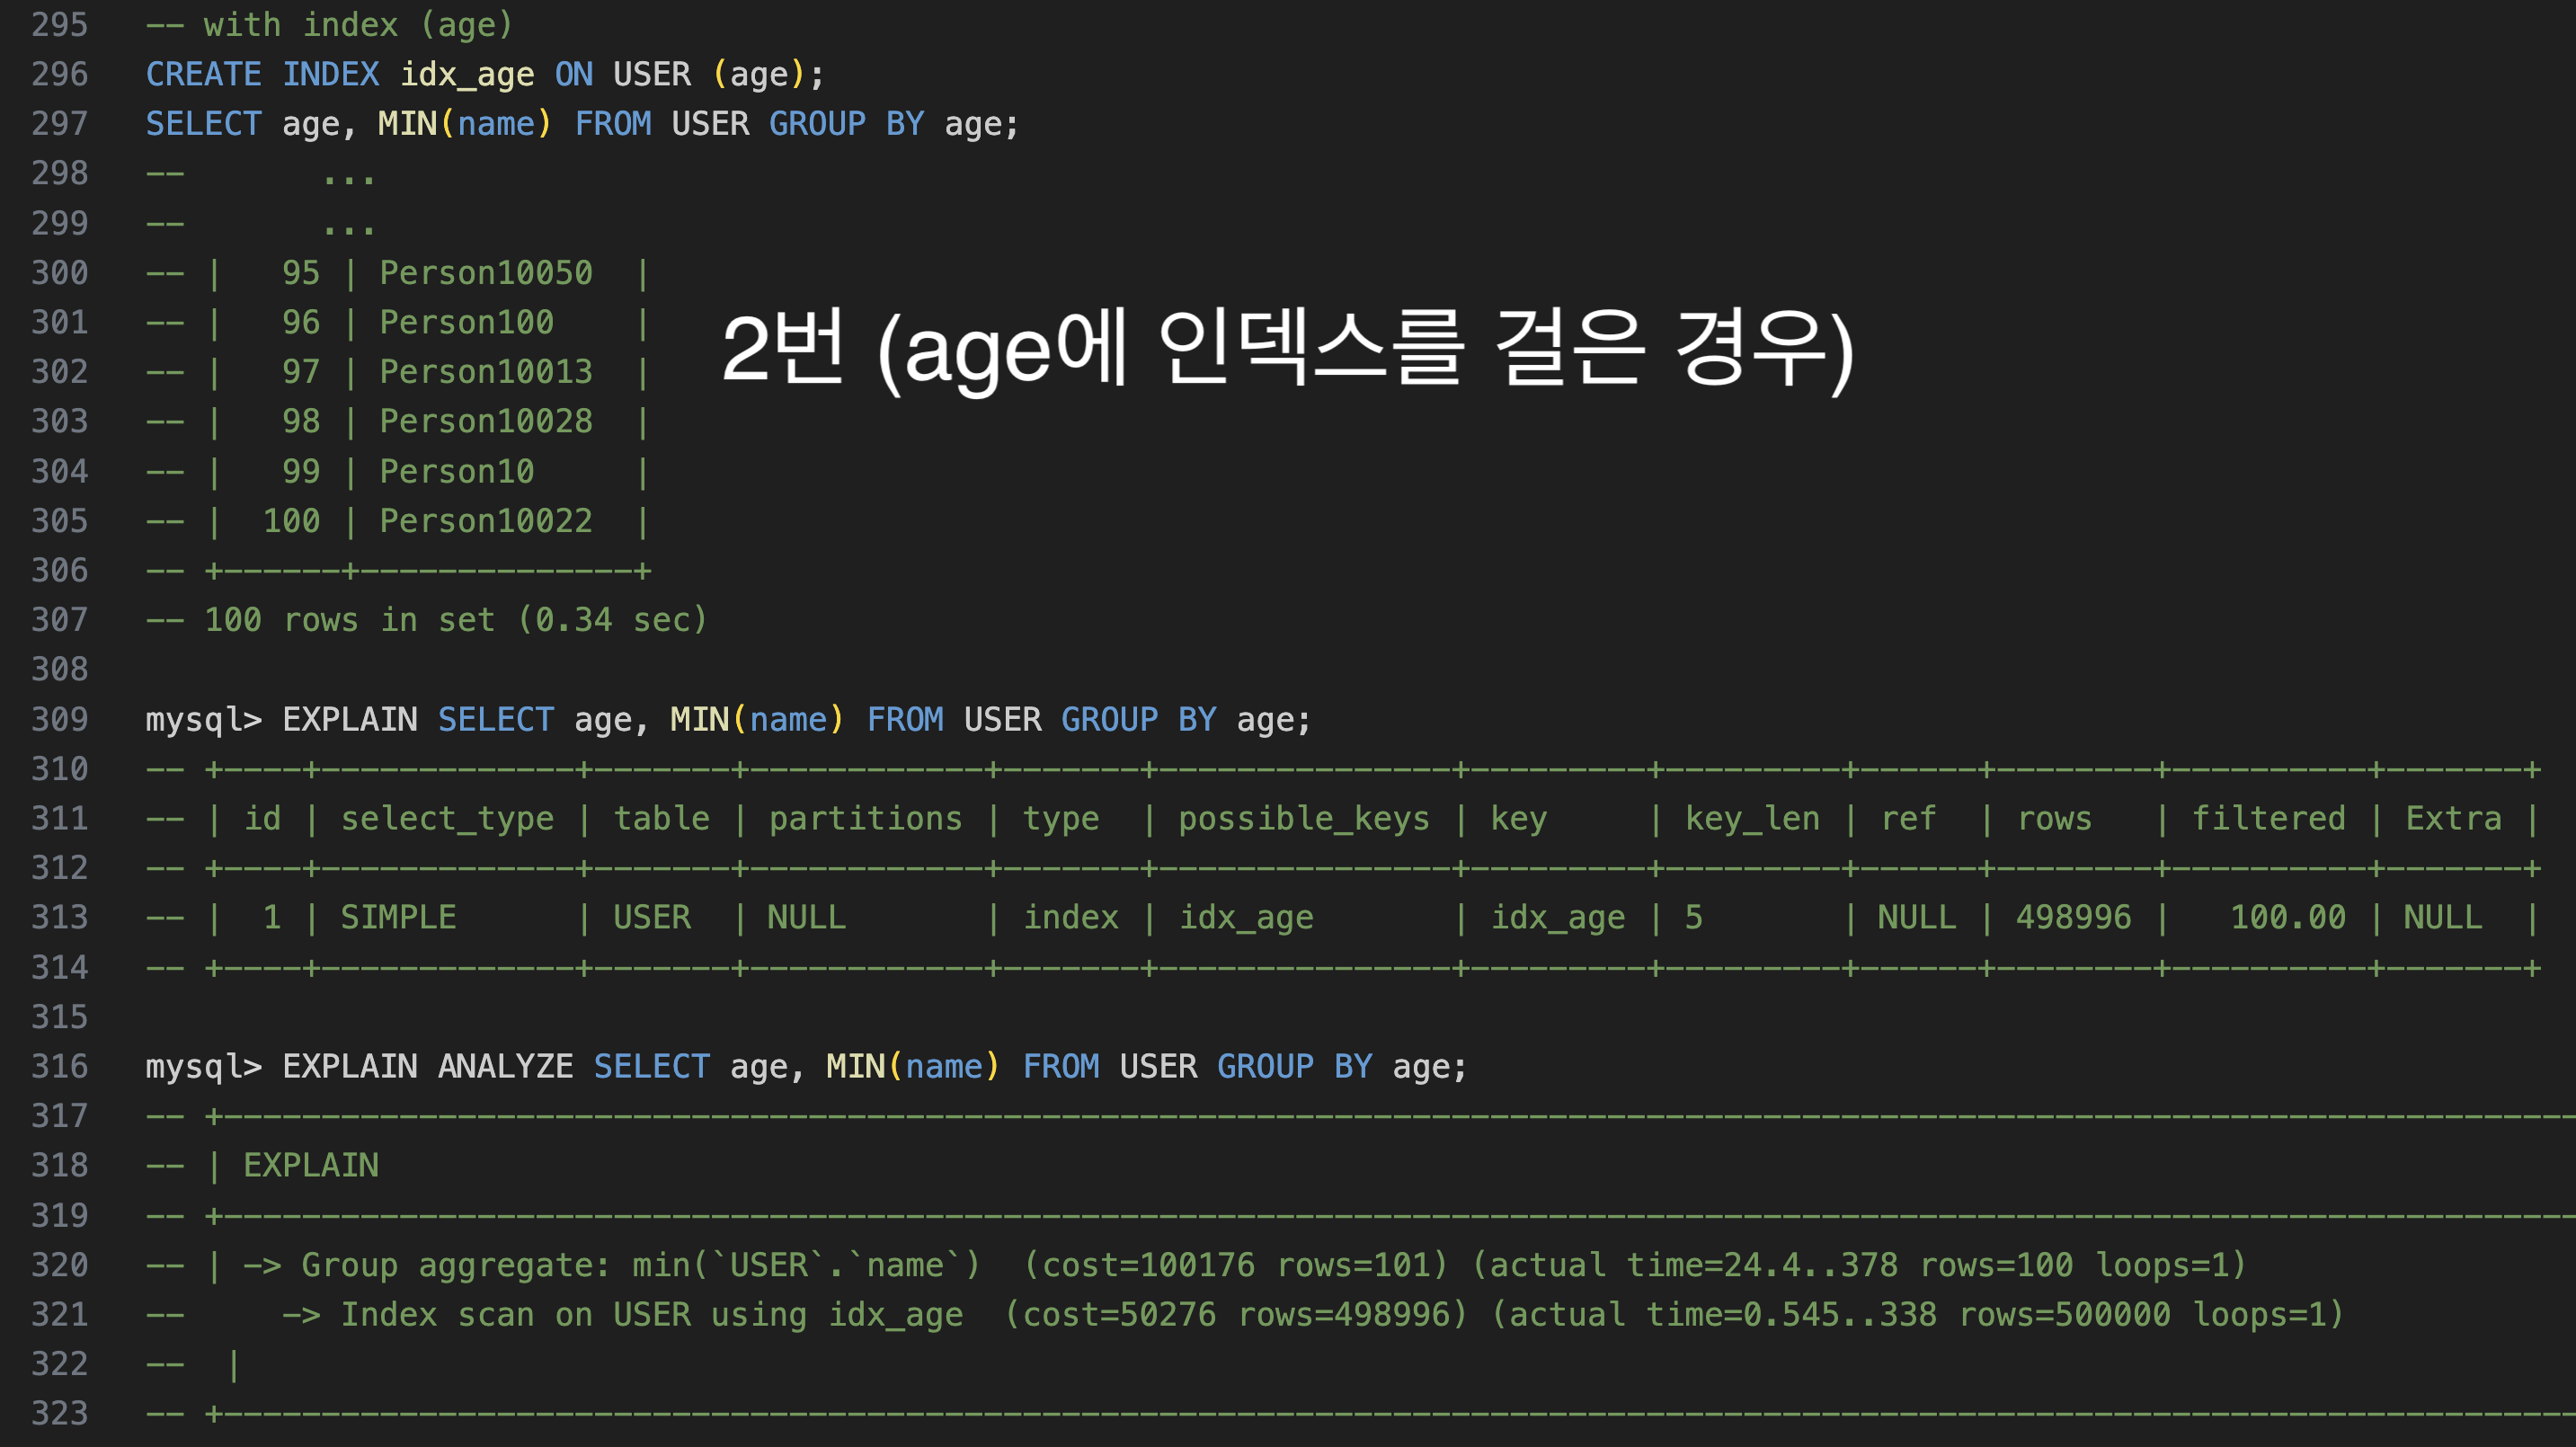 295 -- with index (age)
296 CREATE INDEX idx_age ON USER (age);
297 SELECT age, MIN(name) FROM USER GROUP BY age;
298 --       ...
299 --       ...
300 -- |   95 | Person10050  |
301 -- |   96 | Person100    |
2번 (age에 인덱스를 걸은 경우)
302 -- |   97 | Person10013  |
303 -- |   98 | Person10028  |
304 -- |   99 | Person10     |
305 -- |  100 | Person10022  |
306 -- +------+-------------+
307 -- 100 rows in set (0.34 sec)
308
309 mysql> EXPLAIN SELECT age, MIN(name) FROM USER GROUP BY age;
310 -- +----+-------------+-------+------------+-------+---------------+---------+---------+------+--------+----------+-------+
311 -- | id | select_type | table | partitions | type  | possible_keys | key     | key_len | ref  | rows   | filtered | Extra |
312 -- +----+-------------+-------+------------+-------+---------------+---------+---------+------+--------+----------+-------+
313 -- |  1 | SIMPLE      | USER  | NULL       | index | idx_age       | idx_age | 5       | NULL | 498996 |   100.00 | NULL  |
314 -- +----+-------------+-------+------------+-------+---------------+---------+---------+------+--------+----------+-------+
315
316 mysql> EXPLAIN ANALYZE SELECT age, MIN(name) FROM USER GROUP BY age;
317 -- +-------------------------------------------------------------------------------------------------------------------------
318 -- | EXPLAIN
319 -- +-------------------------------------------------------------------------------------------------------------------------
320 -- | -> Group aggregate: min(`USER`.`name`)  (cost=100176 rows=101) (actual time=24.4..378 rows=100 loops=1)
321 --     -> Index scan on USER using idx_age  (cost=50276 rows=498996) (actual time=0.545..338 rows=500000 loops=1)
322 --  |
323 -- +-------------------------------------------------------------------------------------------------------------------------